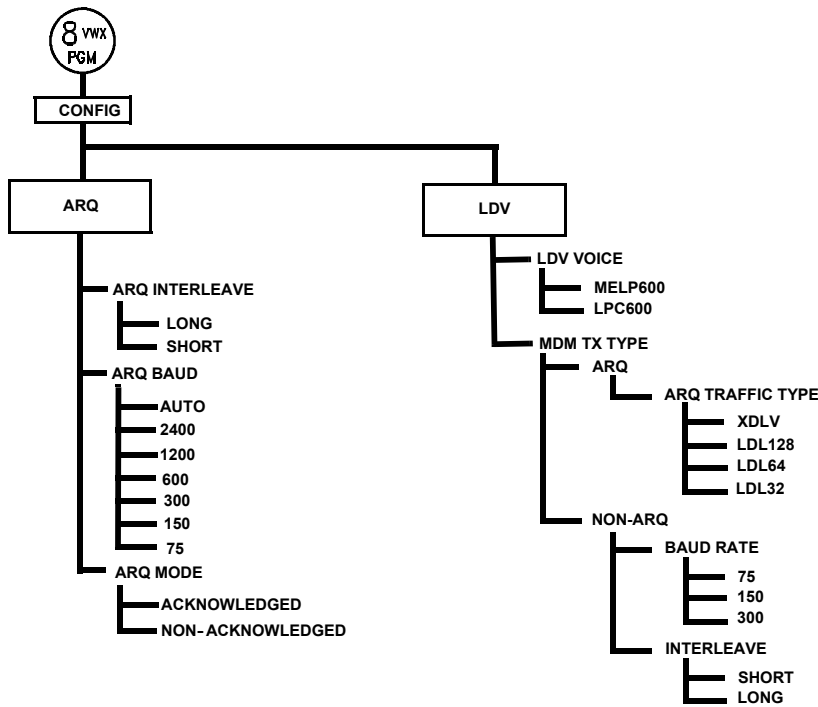 8 VWX
PGM
CONFIG
ARQ
ARQ INTERLEAVE
LONG
SHORT
ARQ BAUD
AUTO
2400
1200
600
300
150
75
ARQ MODE
ACKNOWLEDGED
NON-ACKNOWLEDGED
LDV
LDV VOICE
MELP600
LPC600
MDM TX TYPE
ARQ
ARQ TRAFFIC TYPE
XDLV
LDL128
LDL64
LDL32
NON-ARQ
BAUD RATE
75
150
300
INTERLEAVE
SHORT
LONG